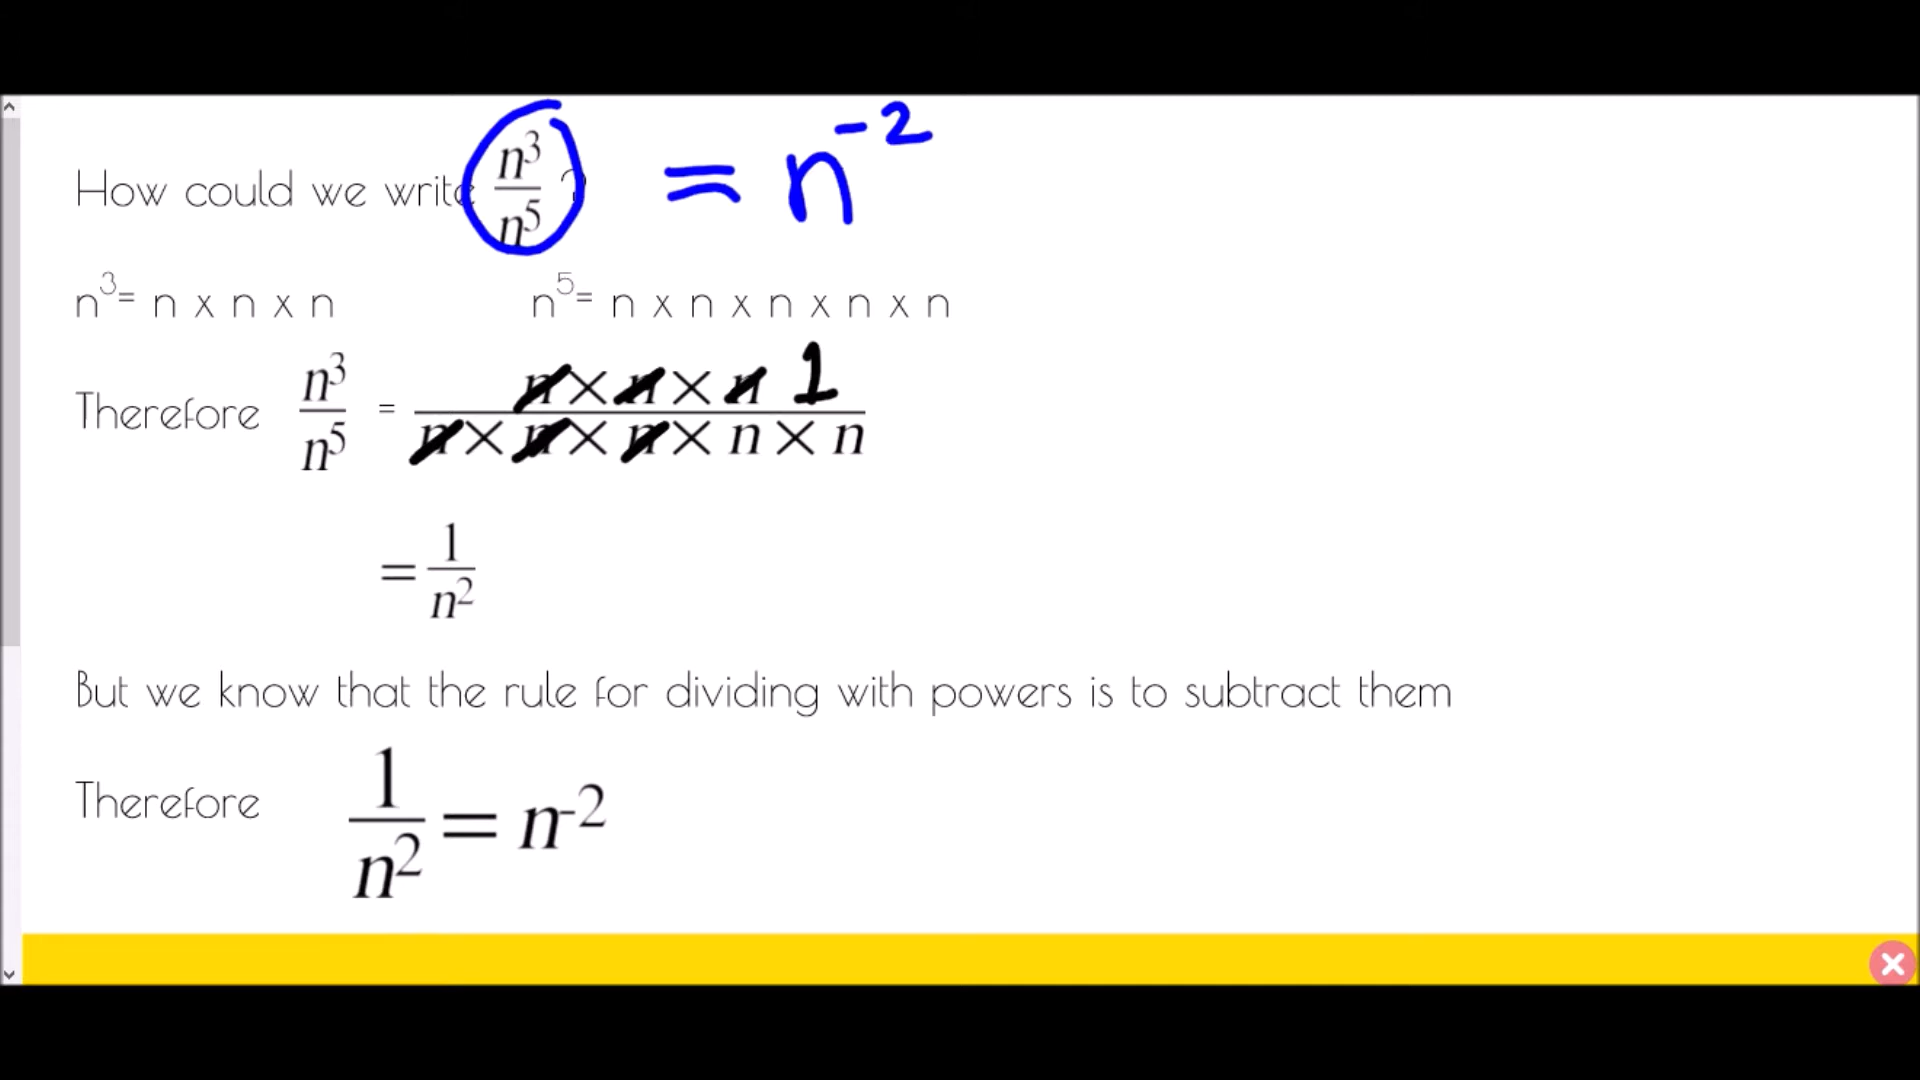 How could we write n³/n⁵ ? = n⁻²
n³= n x n x n n⁵= n x n x n x n x n
Therefore n³/n⁵ = n×n×n 1/n×n×n×n×n
= 1/n²
But we know that the rule for dividing with powers is to subtract them
Therefore 1/n² = n⁻²